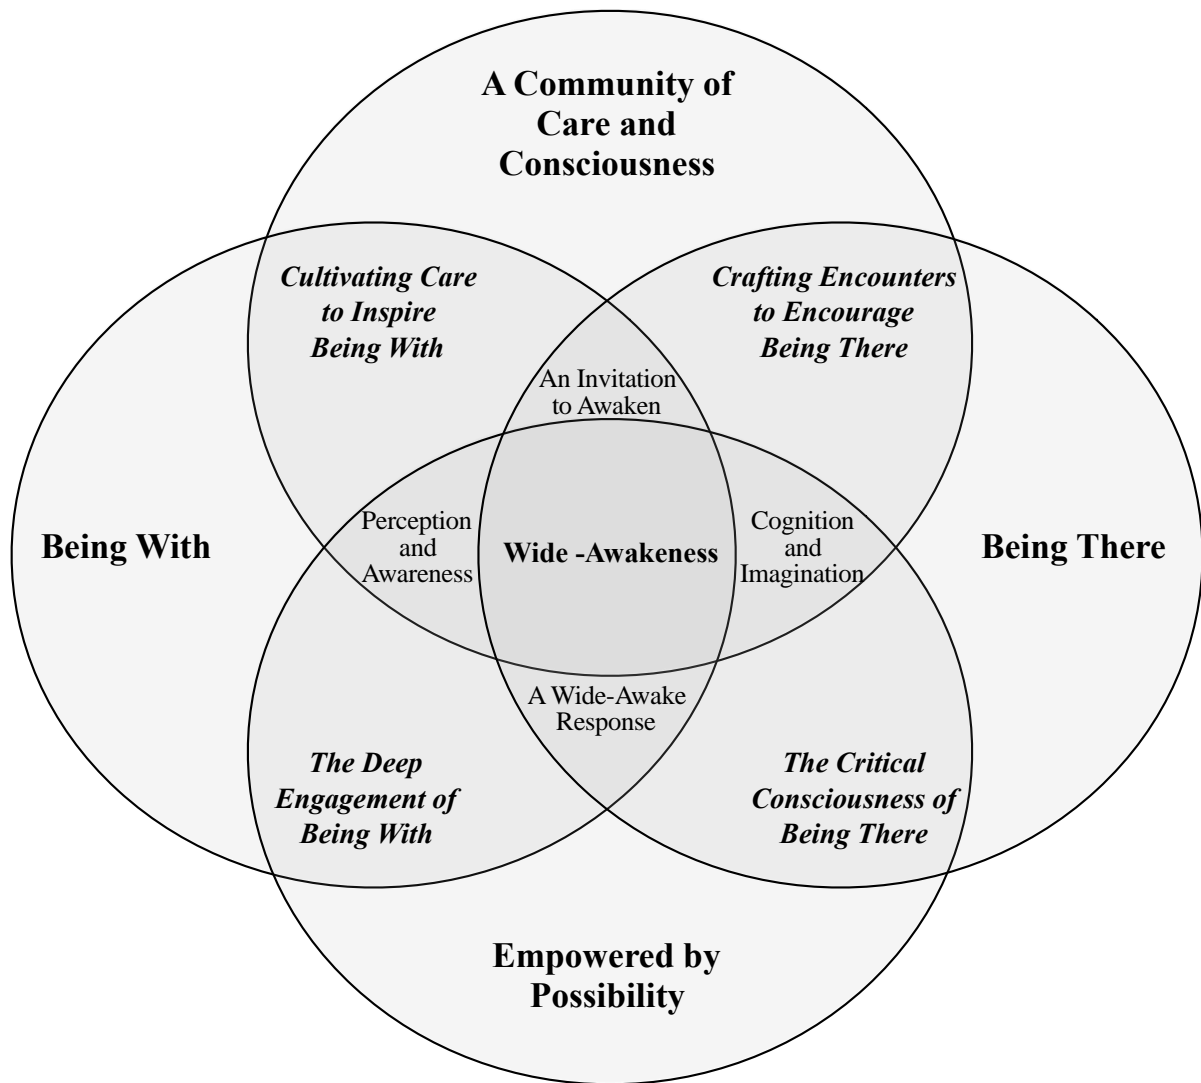 A Community of
Care and
Consciousness
Cultivating Care
to Inspire
Being With
Crafting Encounters
to Encourage
Being There
An Invitation
to Awaken
Being With
Perception
and
Awareness
Wide -Awakeness
Cognition
and
Imagination
Being There
A Wide-Awake
Response
The Deep
Engagement of
Being With
The Critical
Consciousness of
Being There
Empowered by
Possibility